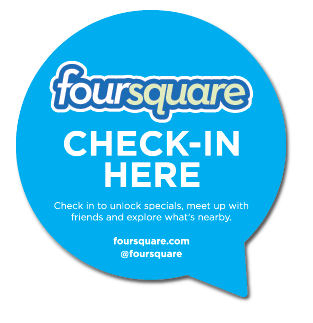 foursquare
CHECK-IN
HERE
Check in to unlock specials, meet up with
friends and explore what's nearby.
foursquare.com
@foursquare